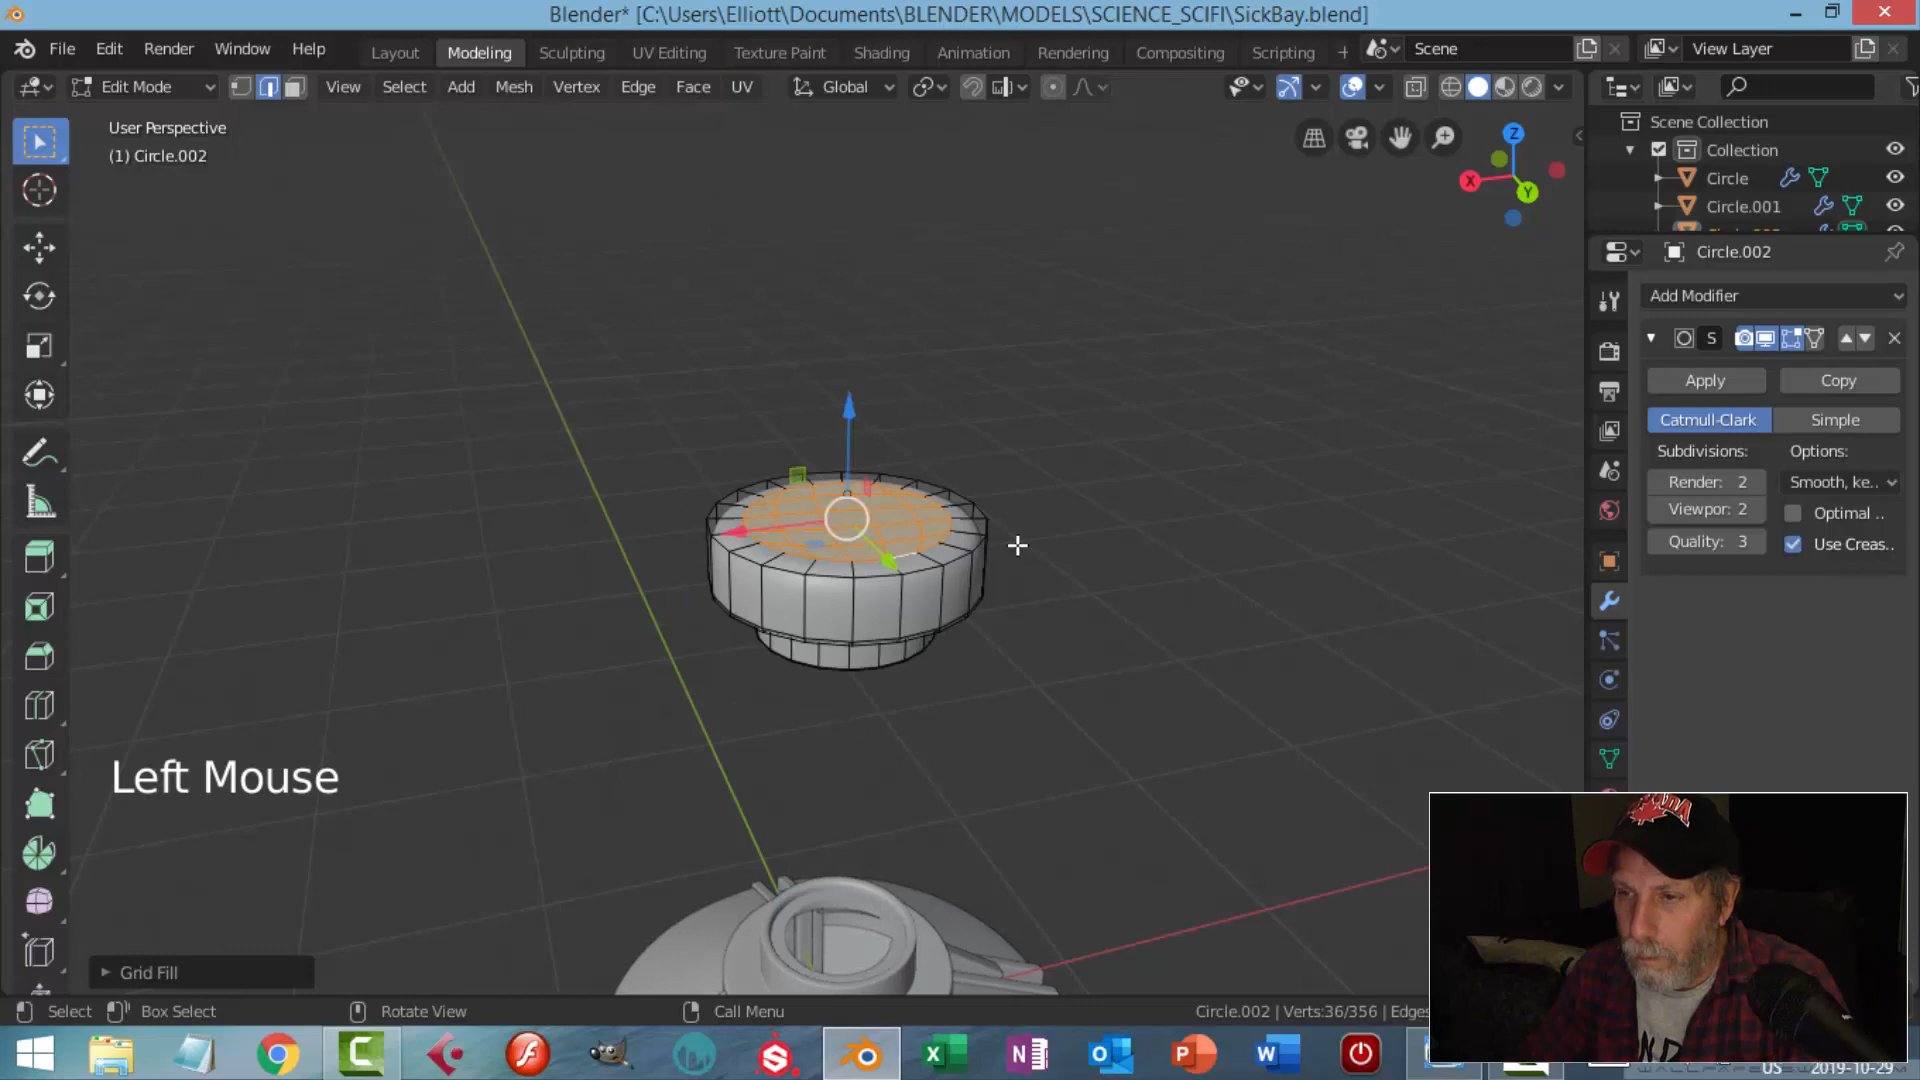 Blender* [C:\Users\Elliott\Documents\BLENDER\MODELS\SCIENCE_SCIFI\SickBay.blend]
File Edit Render Window Help
Layout Modeling Sculpting UV Editing Texture Paint Shading Animation Rendering Compositing Scripting + Scene View Layer
Edit Mode View Select Add Mesh Vertex Edge Face UV Global
User Perspective
(1) Circle.002
Z
X
Y
Scene Collection
Collection
Circle
Circle.001
Circle.002
Add Modifier
S
Apply Copy
Catmull-Clark Simple
Subdivisions: Options:
Render: 2 Smooth, ke..
Viewpor: 2 Optimal ..
Quality: 3 Use Creas..
Left Mouse
Grid Fill
Select Box Select Rotate View Call Menu Circle.002 | Verts:36/356 | Edges
CANADA
US 2019-10-29